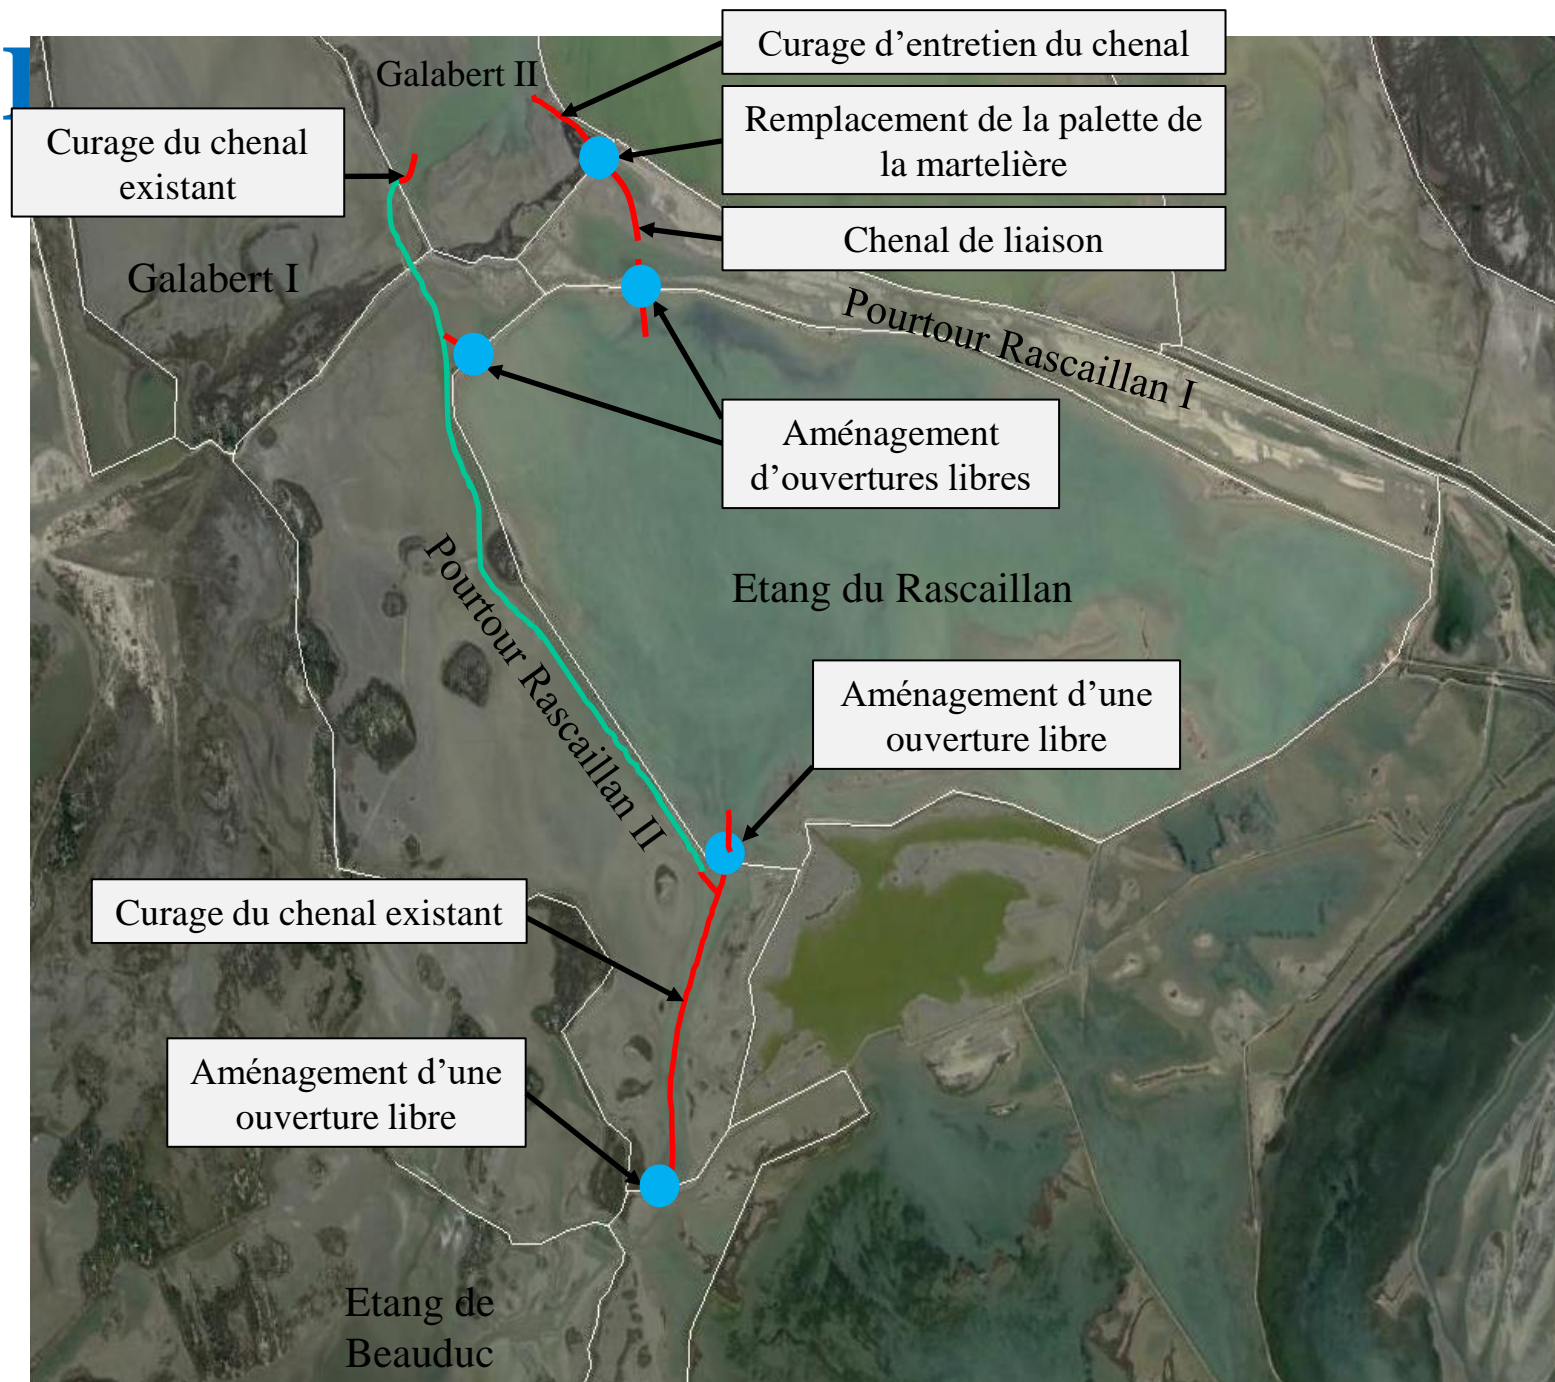 Galabert II
Curage d’entretien du chenal
Remplacement de la palette de
la martelière
Curage du chenal
existant
Chenal de liaison
Galabert I
Pourtour Rascaillan I
Aménagement
d’ouvertures libres
Etang du Rascaillan
Pourtour Rascaillan II
Aménagement d’une
ouverture libre
Curage du chenal existant
Aménagement d’une
ouverture libre
Etang de
Beauduc